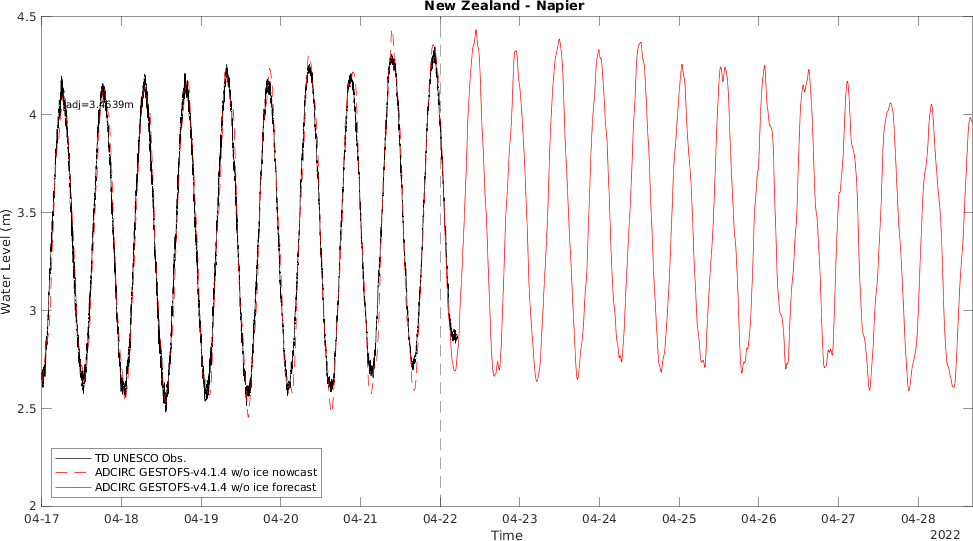 New Zealand - Napier
4.5
4
3.5
3
2.5
2
Water Level (m)
adj=3.4639m
TD UNESCO Obs.
ADCIRC GESTOFS-v4.1.4 w/o ice nowcast
ADCIRC GESTOFS-v4.1.4 w/o ice forecast
04-17 04-18 04-19 04-20 04-21 04-22 04-23 04-24 04-25 04-26 04-27 04-28
2022
Time